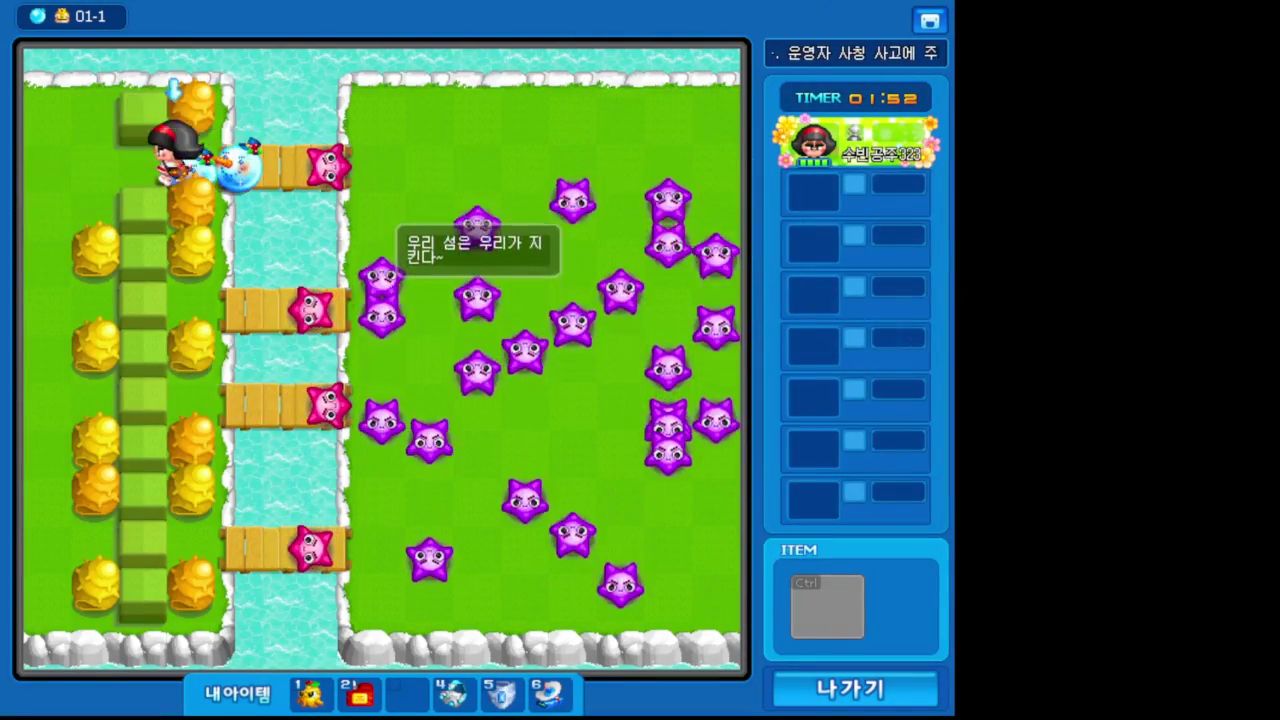 01-1
. 운영자 사칭 사고에 주
TIMER 01:52
수빈공주323
우리 섬은 우리가 지
킨다~
ITEM
Ctrl
내 아이템
1
2
4
5
6
나가기